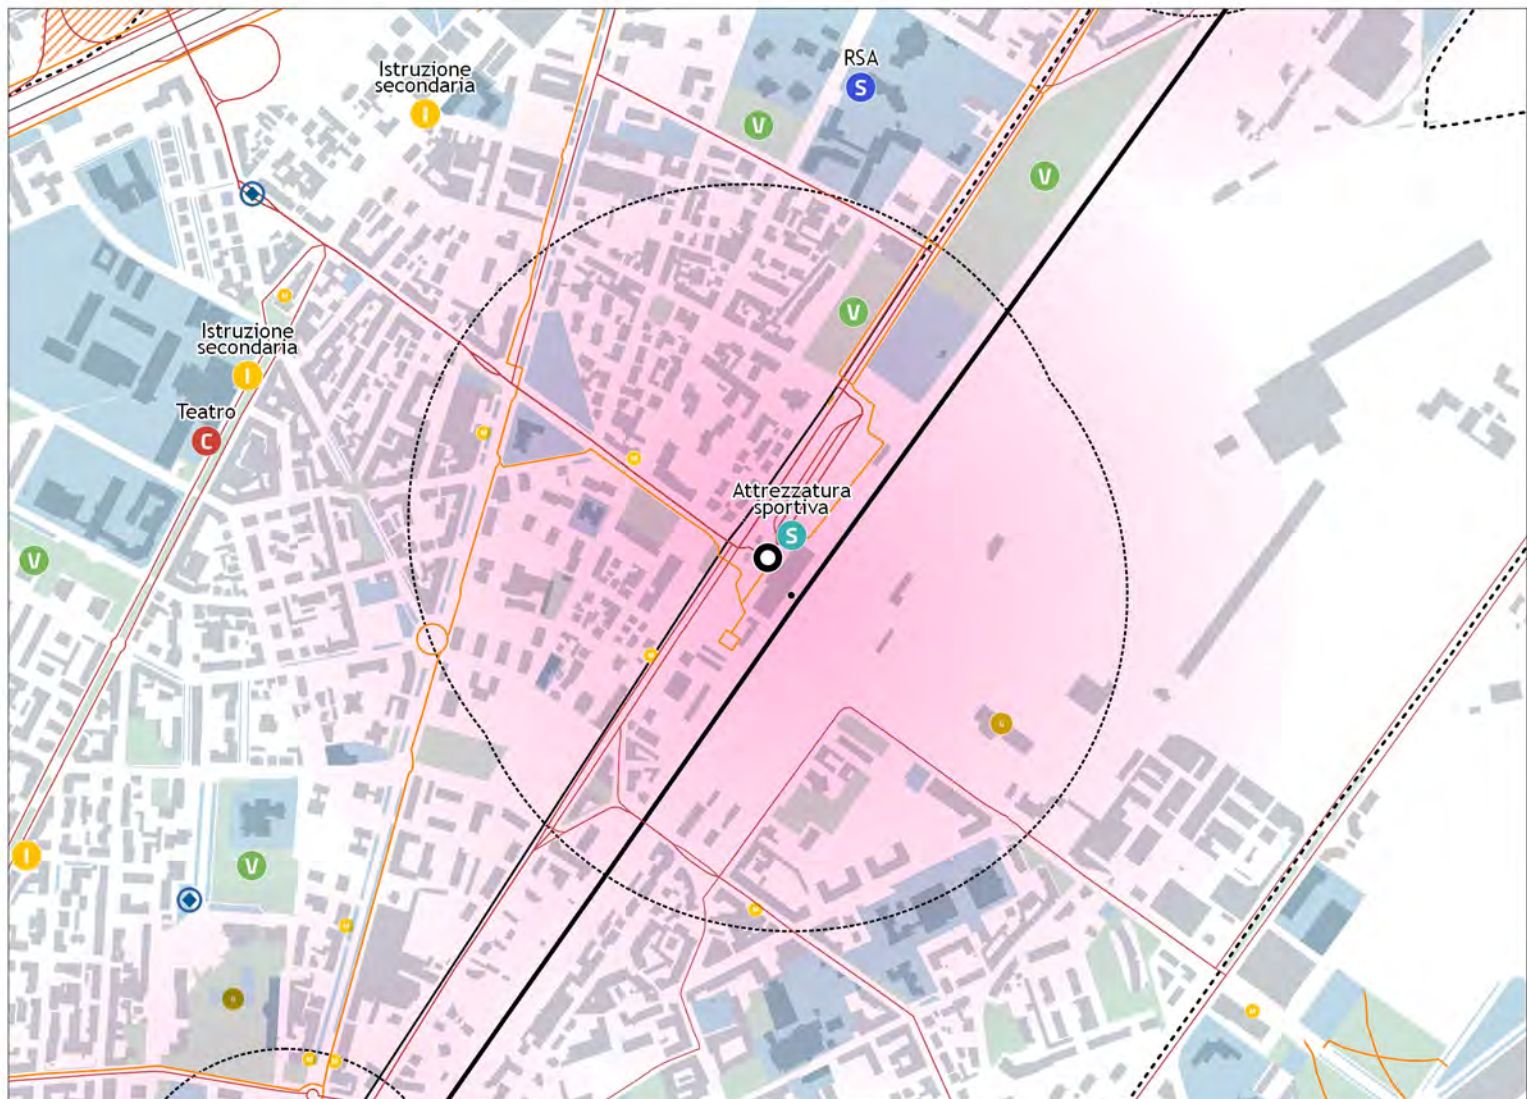 RSA
S
Istruzione
secondaria
I
V
V
M
V
Istruzione
secondaria
I
Teatro
C
M
M
Attrezzatura
sportiva
S
V
M
G
I
V
M
M
M
M
M